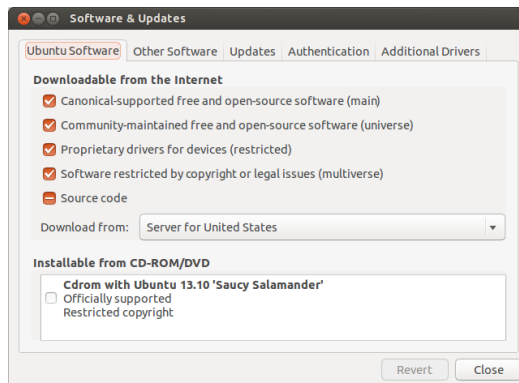 Software & Updates
Ubuntu Software Other Software Updates Authentication Additional Drivers
Downloadable from the Internet
Canonical-supported free and open-source software (main)
Community-maintained free and open-source software (universe)
Proprietary drivers for devices (restricted)
Software restricted by copyright or legal issues (multiverse)
Source code
Download from: Server for United States
Installable from CD-ROM/DVD
Cdrom with Ubuntu 13.10 'Saucy Salamander'
Officially supported
Restricted copyright
Revert Close